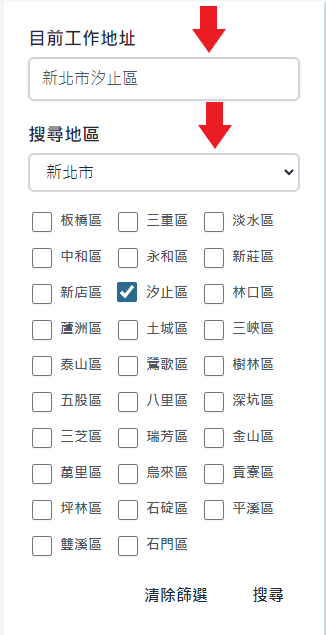 目前工作地址
新北市汐止區
搜尋地區
新北市
板橋區 三重區 淡水區
中和區 永和區 新莊區
新店區 汐止區 林口區
蘆洲區 土城區 三峽區
泰山區 鶯歌區 樹林區
五股區 八里區 深坑區
三芝區 瑞芳區 金山區
萬里區 烏來區 貢寮區
坪林區 石碇區 平溪區
雙溪區 石門區
清除篩選 搜尋